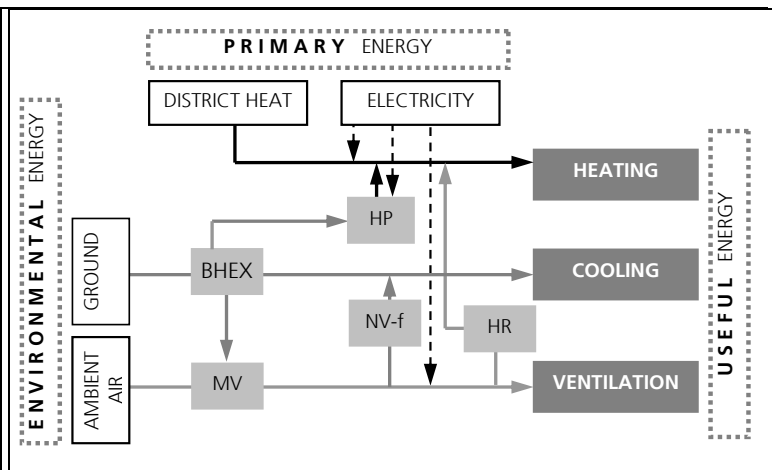 PRIMARY ENERGY
DISTRICT HEAT
ELECTRICITY
ENVIRONMENTAL ENERGY
USEFUL ENERGY
HEATING
HP
GROUND
BHEX
COOLING
NV-f
HR
AMBIENT
AIR
MV
VENTILATION